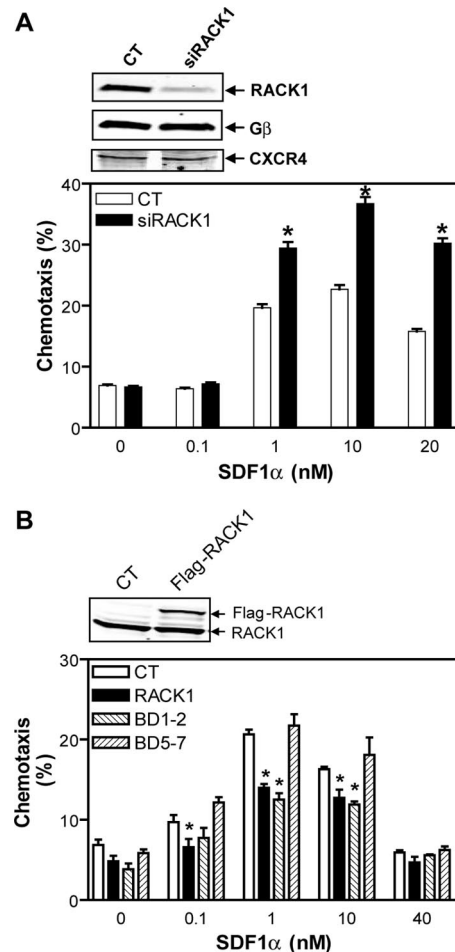 A
CT
siRACK1
RACK1
Gβ
CXCR4
40
30
20
10
0
Chemotaxis (%)
CT
siRACK1
*
*
*
0 0.1 1 10 20
SDF1α (nM)
B
CT
Flag-RACK1
Flag-RACK1
RACK1
30
20
10
0
Chemotaxis
(%)
CT
RACK1
BD1-2
BD5-7
*
* *
* *
0 0.1 1 10 40
SDF1α (nM)